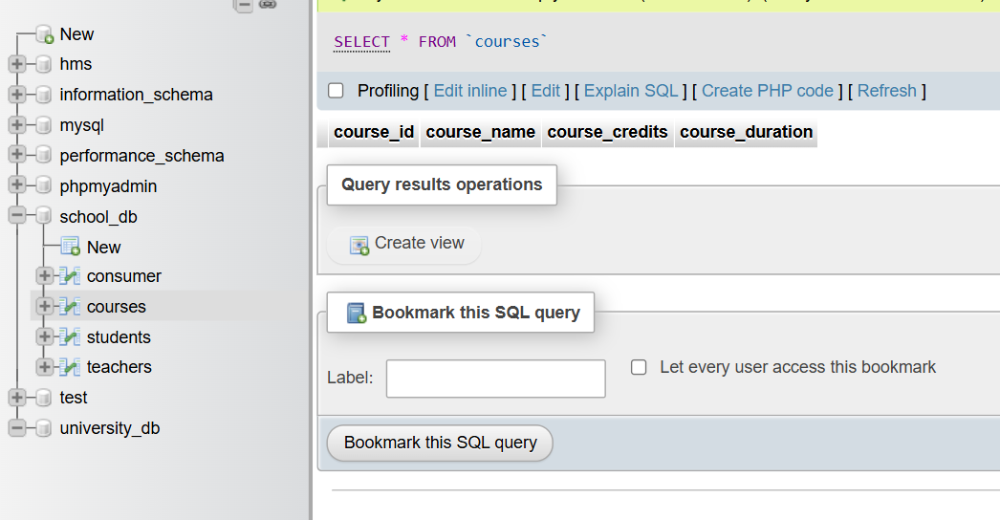 New
hms
information_schema
mysql
performance_schema
phpmyadmin
school_db
New
consumer
courses
students
teachers
test
university_db
SELECT * FROM `courses`
Profiling [ Edit inline ] [ Edit ] [ Explain SQL ] [ Create PHP code ] [ Refresh ]
course_id course_name course_credits course_duration
Query results operations
Create view
Bookmark this SQL query
Label:
Let every user access this bookmark
Bookmark this SQL query